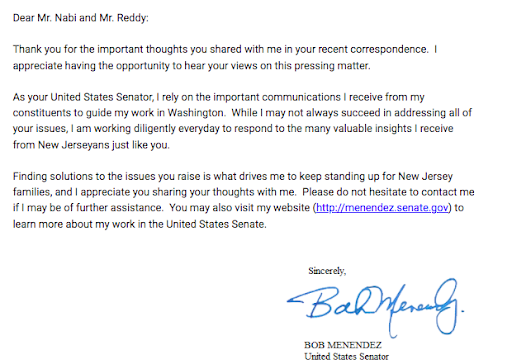 Dear Mr. Nabi and Mr. Reddy:
Thank you for the important thoughts you shared with me in your recent correspondence. I
appreciate having the opportunity to hear your views on this pressing matter.
As your United States Senator, I rely on the important communications I receive from my
constituents to guide my work in Washington. While I may not always succeed in addressing all of
your issues, I am working diligently everyday to respond to the many valuable insights I receive
from New Jerseyans just like you.
Finding solutions to the issues you raise is what drives me to keep standing up for New Jersey
families, and I appreciate you sharing your thoughts with me. Please do not hesitate to contact me
if I may be of further assistance. You may also visit my website (http://menendez.senate.gov) to
learn more about my work in the United States Senate.
Sincerely,
Bob Menendez
BOB MENENDEZ
United States Senator